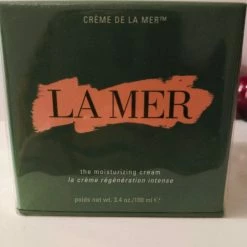 CRÈME DE LA MER
LA MER
the moisturizing cream
la crème régénération intense
poids net wt. 3.4 oz / 100 ml ℮